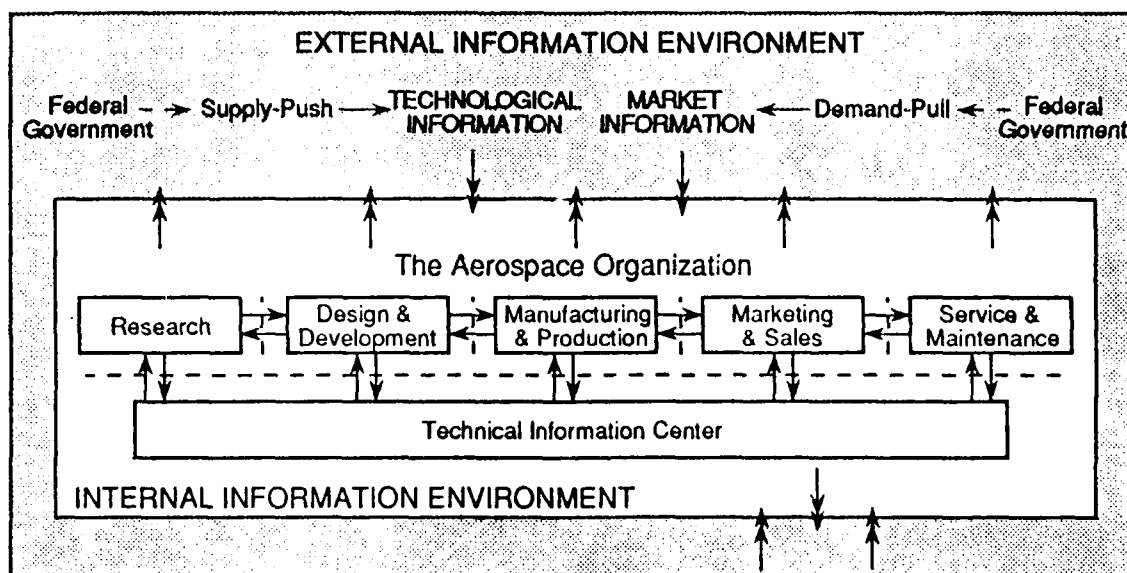 EXTERNAL INFORMATION ENVIRONMENT
Federal Government
Supply-Push
TECHNOLOGICAL INFORMATION
MARKET INFORMATION
Demand-Pull
Federal Government
The Aerospace Organization
Research
Design & Development
Manufacturing & Production
Marketing & Sales
Service & Maintenance
Technical Information Center
INTERNAL INFORMATION ENVIRONMENT